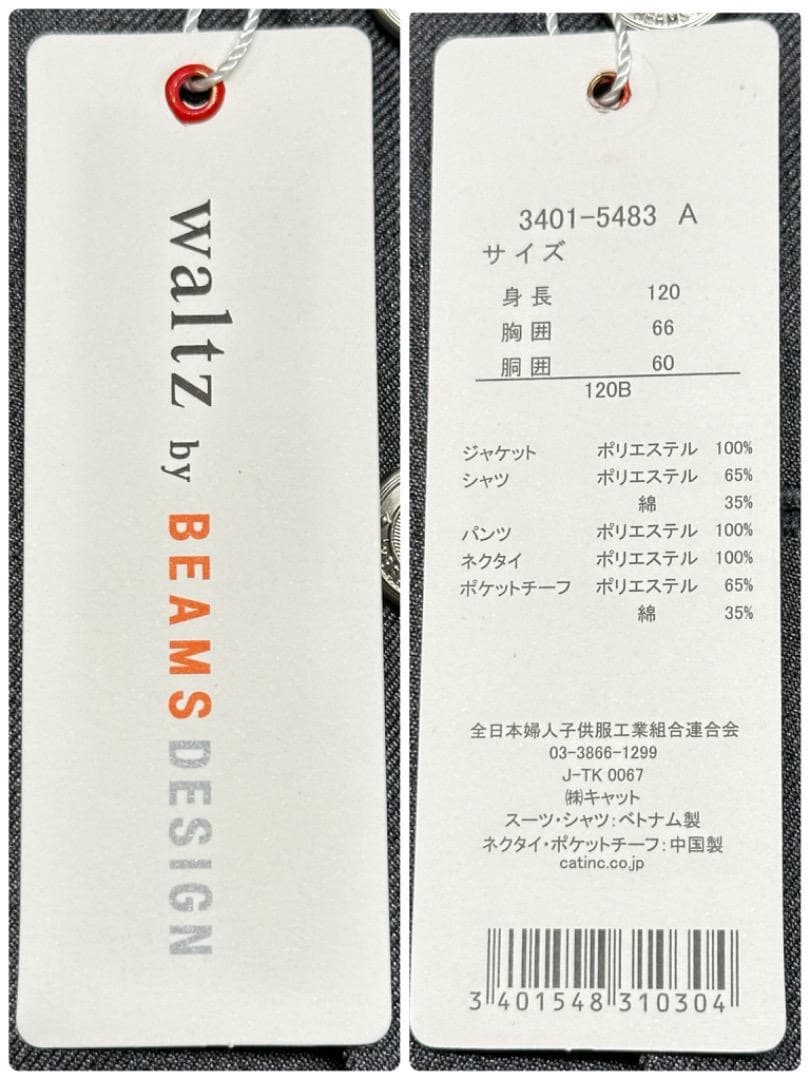 waltz by BEAMS DESIGN
3401-5483 A
サイズ
身長 120
胸囲 66
胴囲 60
120B
ジャケット ポリエステル 100%
シャツ ポリエステル 65%
綿 35%
パンツ ポリエステル 100%
ネクタイ ポリエステル 100%
ポケットチーフ ポリエステル 65%
綿 35%
全日本婦人子供服工業組合連合会
03-3866-1299
J-TK 0067
㈱キャット
スーツ・シャツ:ベトナム製
ネクタイ・ポケットチーフ:中国製
catinc.co.jp
3 401548 310304